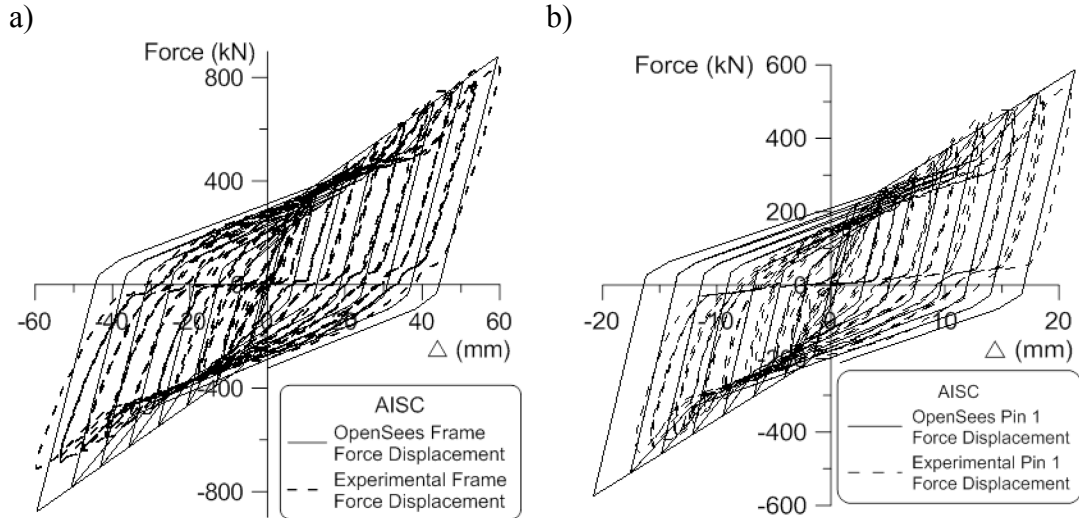 a)
Force (kN)
800
400
0
-60
-40
-20
0
20
40
60
△ (mm)
-400
-800
AISC
OpenSees Frame
Force Displacement
Experimental Frame
Force Displacement
b)
Force (kN)
600
400
200
0
-20
-10
0
10
20
△ (mm)
-200
-400
-600
AISC
OpenSees Pin 1
Force Displacement
Experimental Pin 1
Force Displacement